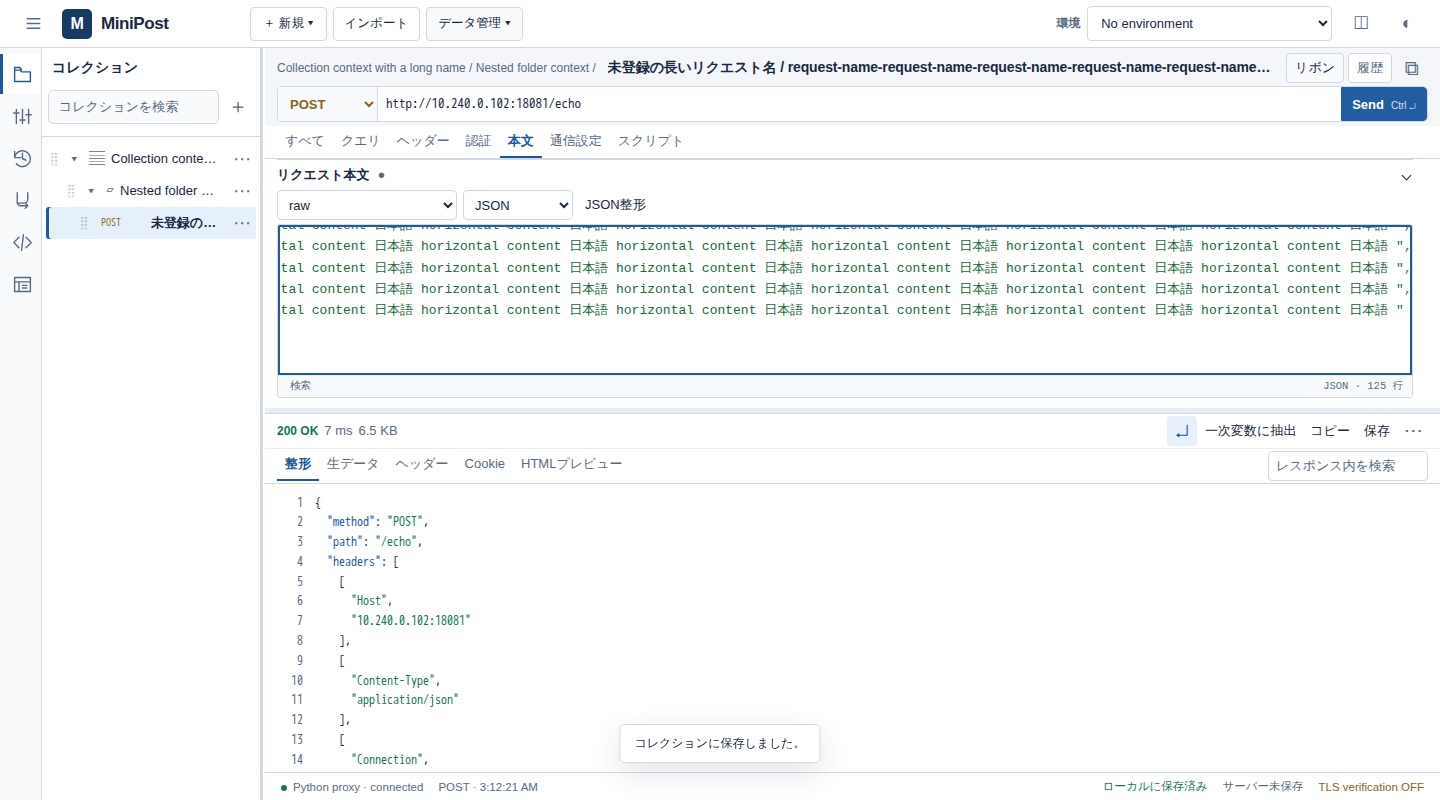 M MiniPost
＋ 新規 ▾ インポート データ管理 ▾
環境 No environment
コレクション
コレクションを検索 ＋
Collection conte… ···
Nested folder … ···
POST 未登録の… ···
Collection context with a long name / Nested folder context / 未登録の長いリクエスト名 / request-name-request-name-request-name-request-name-request-name… リボン 履歴
POST http://10.240.0.102:18081/echo Send Ctrl
すべて クエリ ヘッダー 認証 本文 通信設定 スクリプト
リクエスト本文 ●
raw JSON JSON整形
tal content 日本語 horizontal content 日本語 horizontal content 日本語 horizontal content 日本語 horizontal content 日本語 horizontal content 日本語 ",
tal content 日本語 horizontal content 日本語 horizontal content 日本語 horizontal content 日本語 horizontal content 日本語 horizontal content 日本語 ",
tal content 日本語 horizontal content 日本語 horizontal content 日本語 horizontal content 日本語 horizontal content 日本語 horizontal content 日本語 ",
tal content 日本語 horizontal content 日本語 horizontal content 日本語 horizontal content 日本語 horizontal content 日本語 horizontal content 日本語 ",
tal content 日本語 horizontal content 日本語 horizontal content 日本語 horizontal content 日本語 horizontal content 日本語 horizontal content 日本語 "
検索 JSON · 125 行
200 OK 7 ms 6.5 KB 一次変数に抽出 コピー 保存 ···
整形 生データ ヘッダー Cookie HTMLプレビュー レスポンス内を検索
1 {
2 "method": "POST",
3 "path": "/echo",
4 "headers": [
5 [
6 "Host",
7 "10.240.0.102:18081"
8 ],
9 [
10 "Content-Type",
11 "application/json"
12 ],
13 [
14 "Connection",
コレクションに保存しました。
Python proxy · connected POST · 3:12:21 AM ローカルに保存済み サーバー未保存 TLS verification OFF